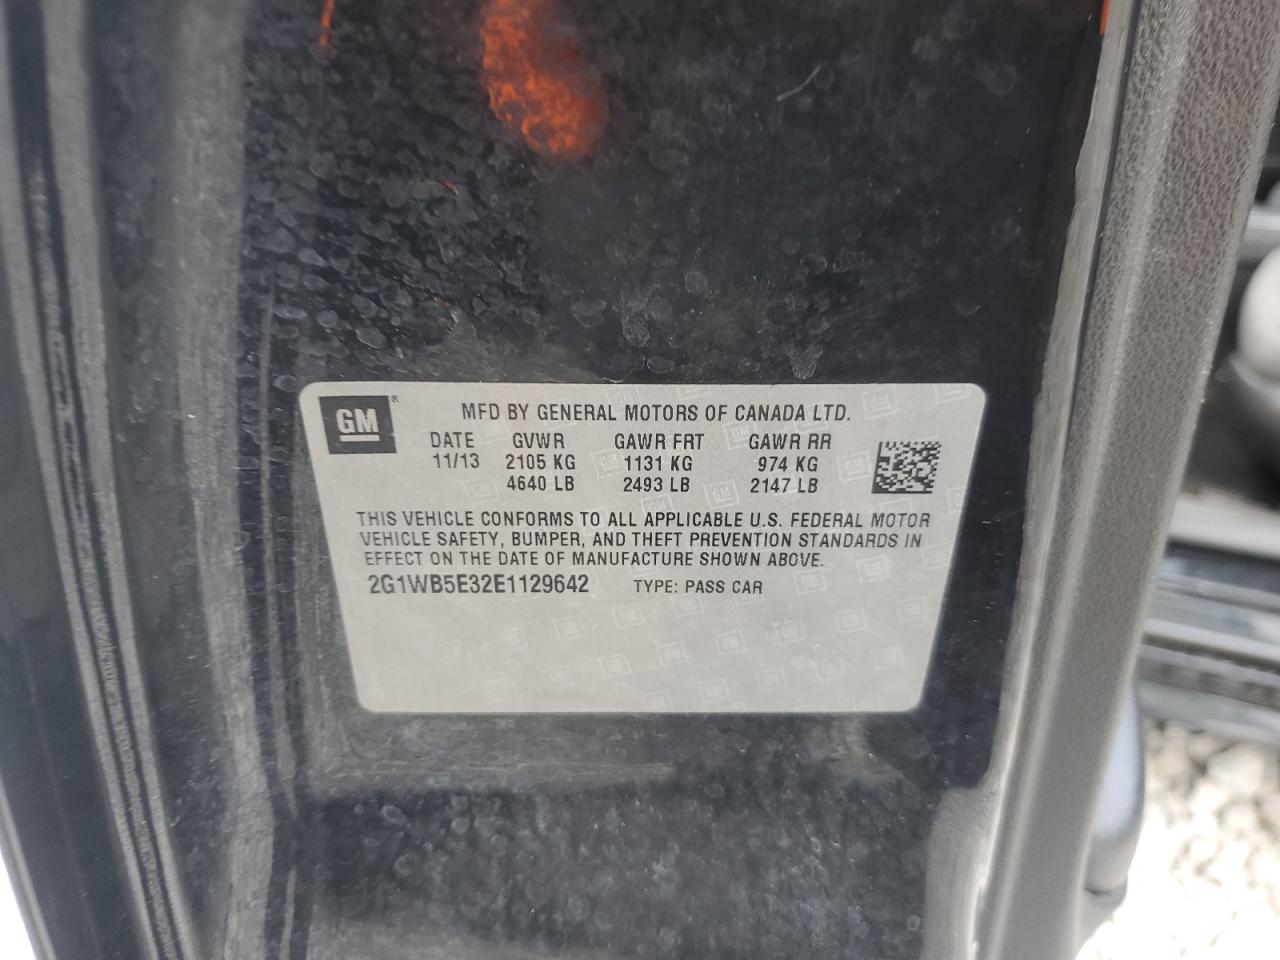 GM®
MFD BY GENERAL MOTORS OF CANADA LTD.
DATE GVWR GAWR FRT GAWR RR
11/13 2105 KG 1131 KG 974 KG
4640 LB 2493 LB 2147 LB
THIS VEHICLE CONFORMS TO ALL APPLICABLE U.S. FEDERAL MOTOR
VEHICLE SAFETY, BUMPER, AND THEFT PREVENTION STANDARDS IN
EFFECT ON THE DATE OF MANUFACTURE SHOWN ABOVE.
2G1WB5E32E1129642 TYPE: PASS CAR